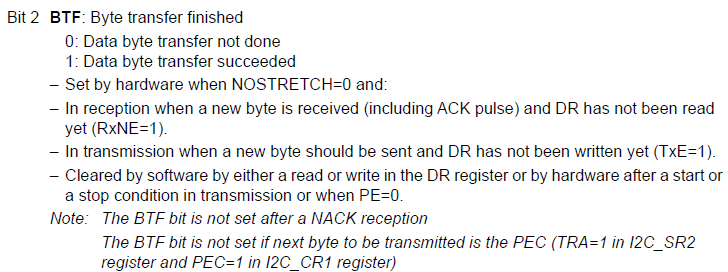 Bit 2 BTF: Byte transfer finished
0: Data byte transfer not done
1: Data byte transfer succeeded
– Set by hardware when NOSTRETCH=0 and:
– In reception when a new byte is received (including ACK pulse) and DR has not been read
yet (RxNE=1).
– In transmission when a new byte should be sent and DR has not been written yet (TxE=1).
– Cleared by software by either a read or write in the DR register or by hardware after a start or
a stop condition in transmission or when PE=0.
Note: The BTF bit is not set after a NACK reception
The BTF bit is not set if next byte to be transmitted is the PEC (TRA=1 in I2C_SR2
register and PEC=1 in I2C_CR1 register)